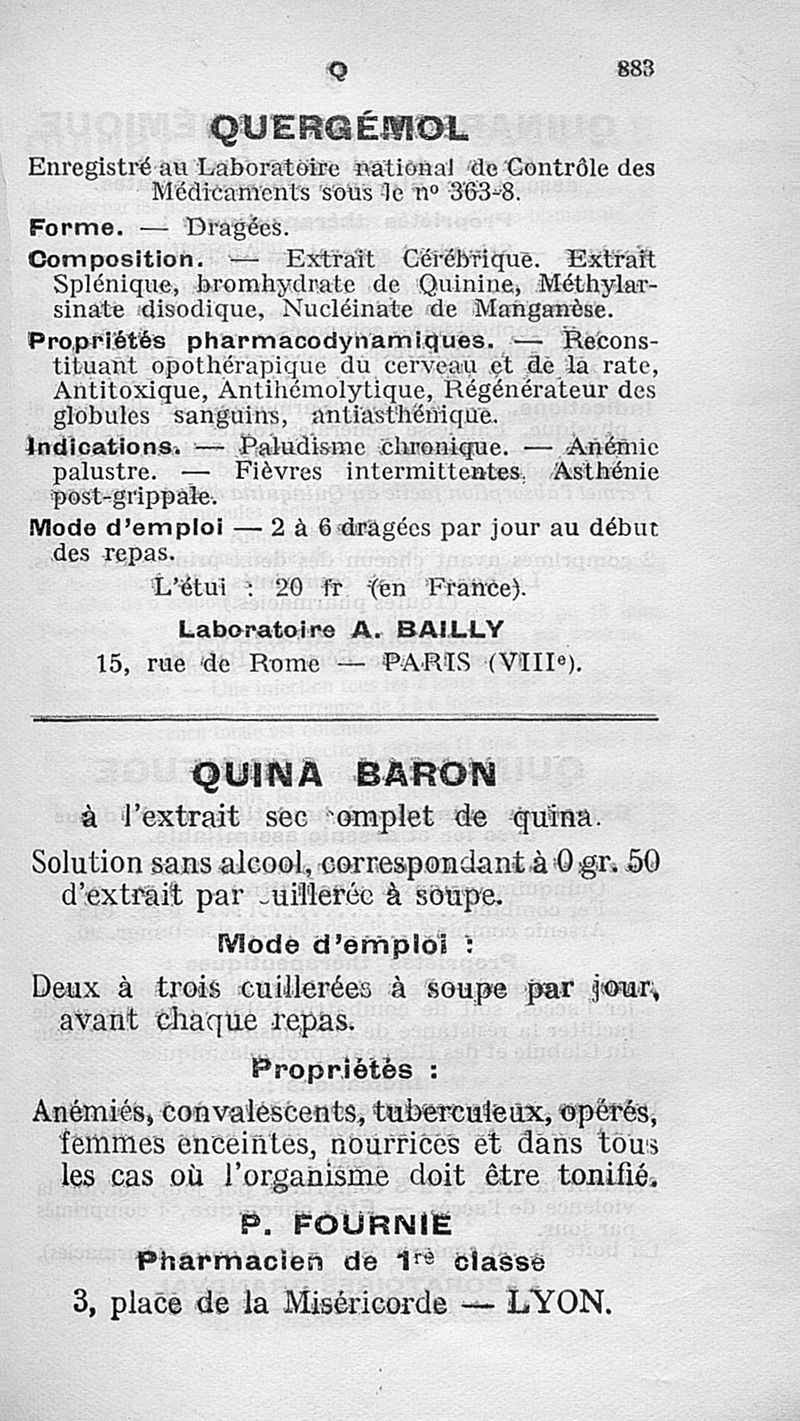 Q 883
QUERGÉMOL
Enregistré au Laboratoire national de Contrôle des
Médicaments sous le nº 363-8.
Forme. — Dragées.
Composition. — Extrait Cérébrique. Extrait
Splénique, bromhydrate de Quinine, Méthylar-
sinate disodique, Nucléinate de Manganèse.
Propriétés pharmacodynamiques. — Recons-
tituant opothérapique du cerveau et de la rate,
Antitoxique, Antihémolytique, Régénérateur des
globules sanguins, antiasthénique.
Indications. — Paludisme chronique. — Anémie
palustre. — Fièvres intermittentes. Asthénie
post-grippale.
Mode d'emploi — 2 à 6 dragées par jour au début
des repas.
L'étui : 20 fr (en France).
Laboratoire A. BAILLY
15, rue de Rome — PARIS (VIIIe).
QUINA BARON
à l'extrait sec complet de quina.
Solution sans alcool, correspondant à 0 gr. 50
d'extrait par cuillerée à soupe.
Mode d'emploi :
Deux à trois cuillerées à soupe par jour,
avant chaque repas.
Propriétés :
Anémiés, convalescents, tuberculeux, opérés,
femmes enceintes, nourrices et dans tous
les cas où l'organisme doit être tonifié.
P. FOURNIE
Pharmacien de 1re classe
3, place de la Miséricorde — LYON.